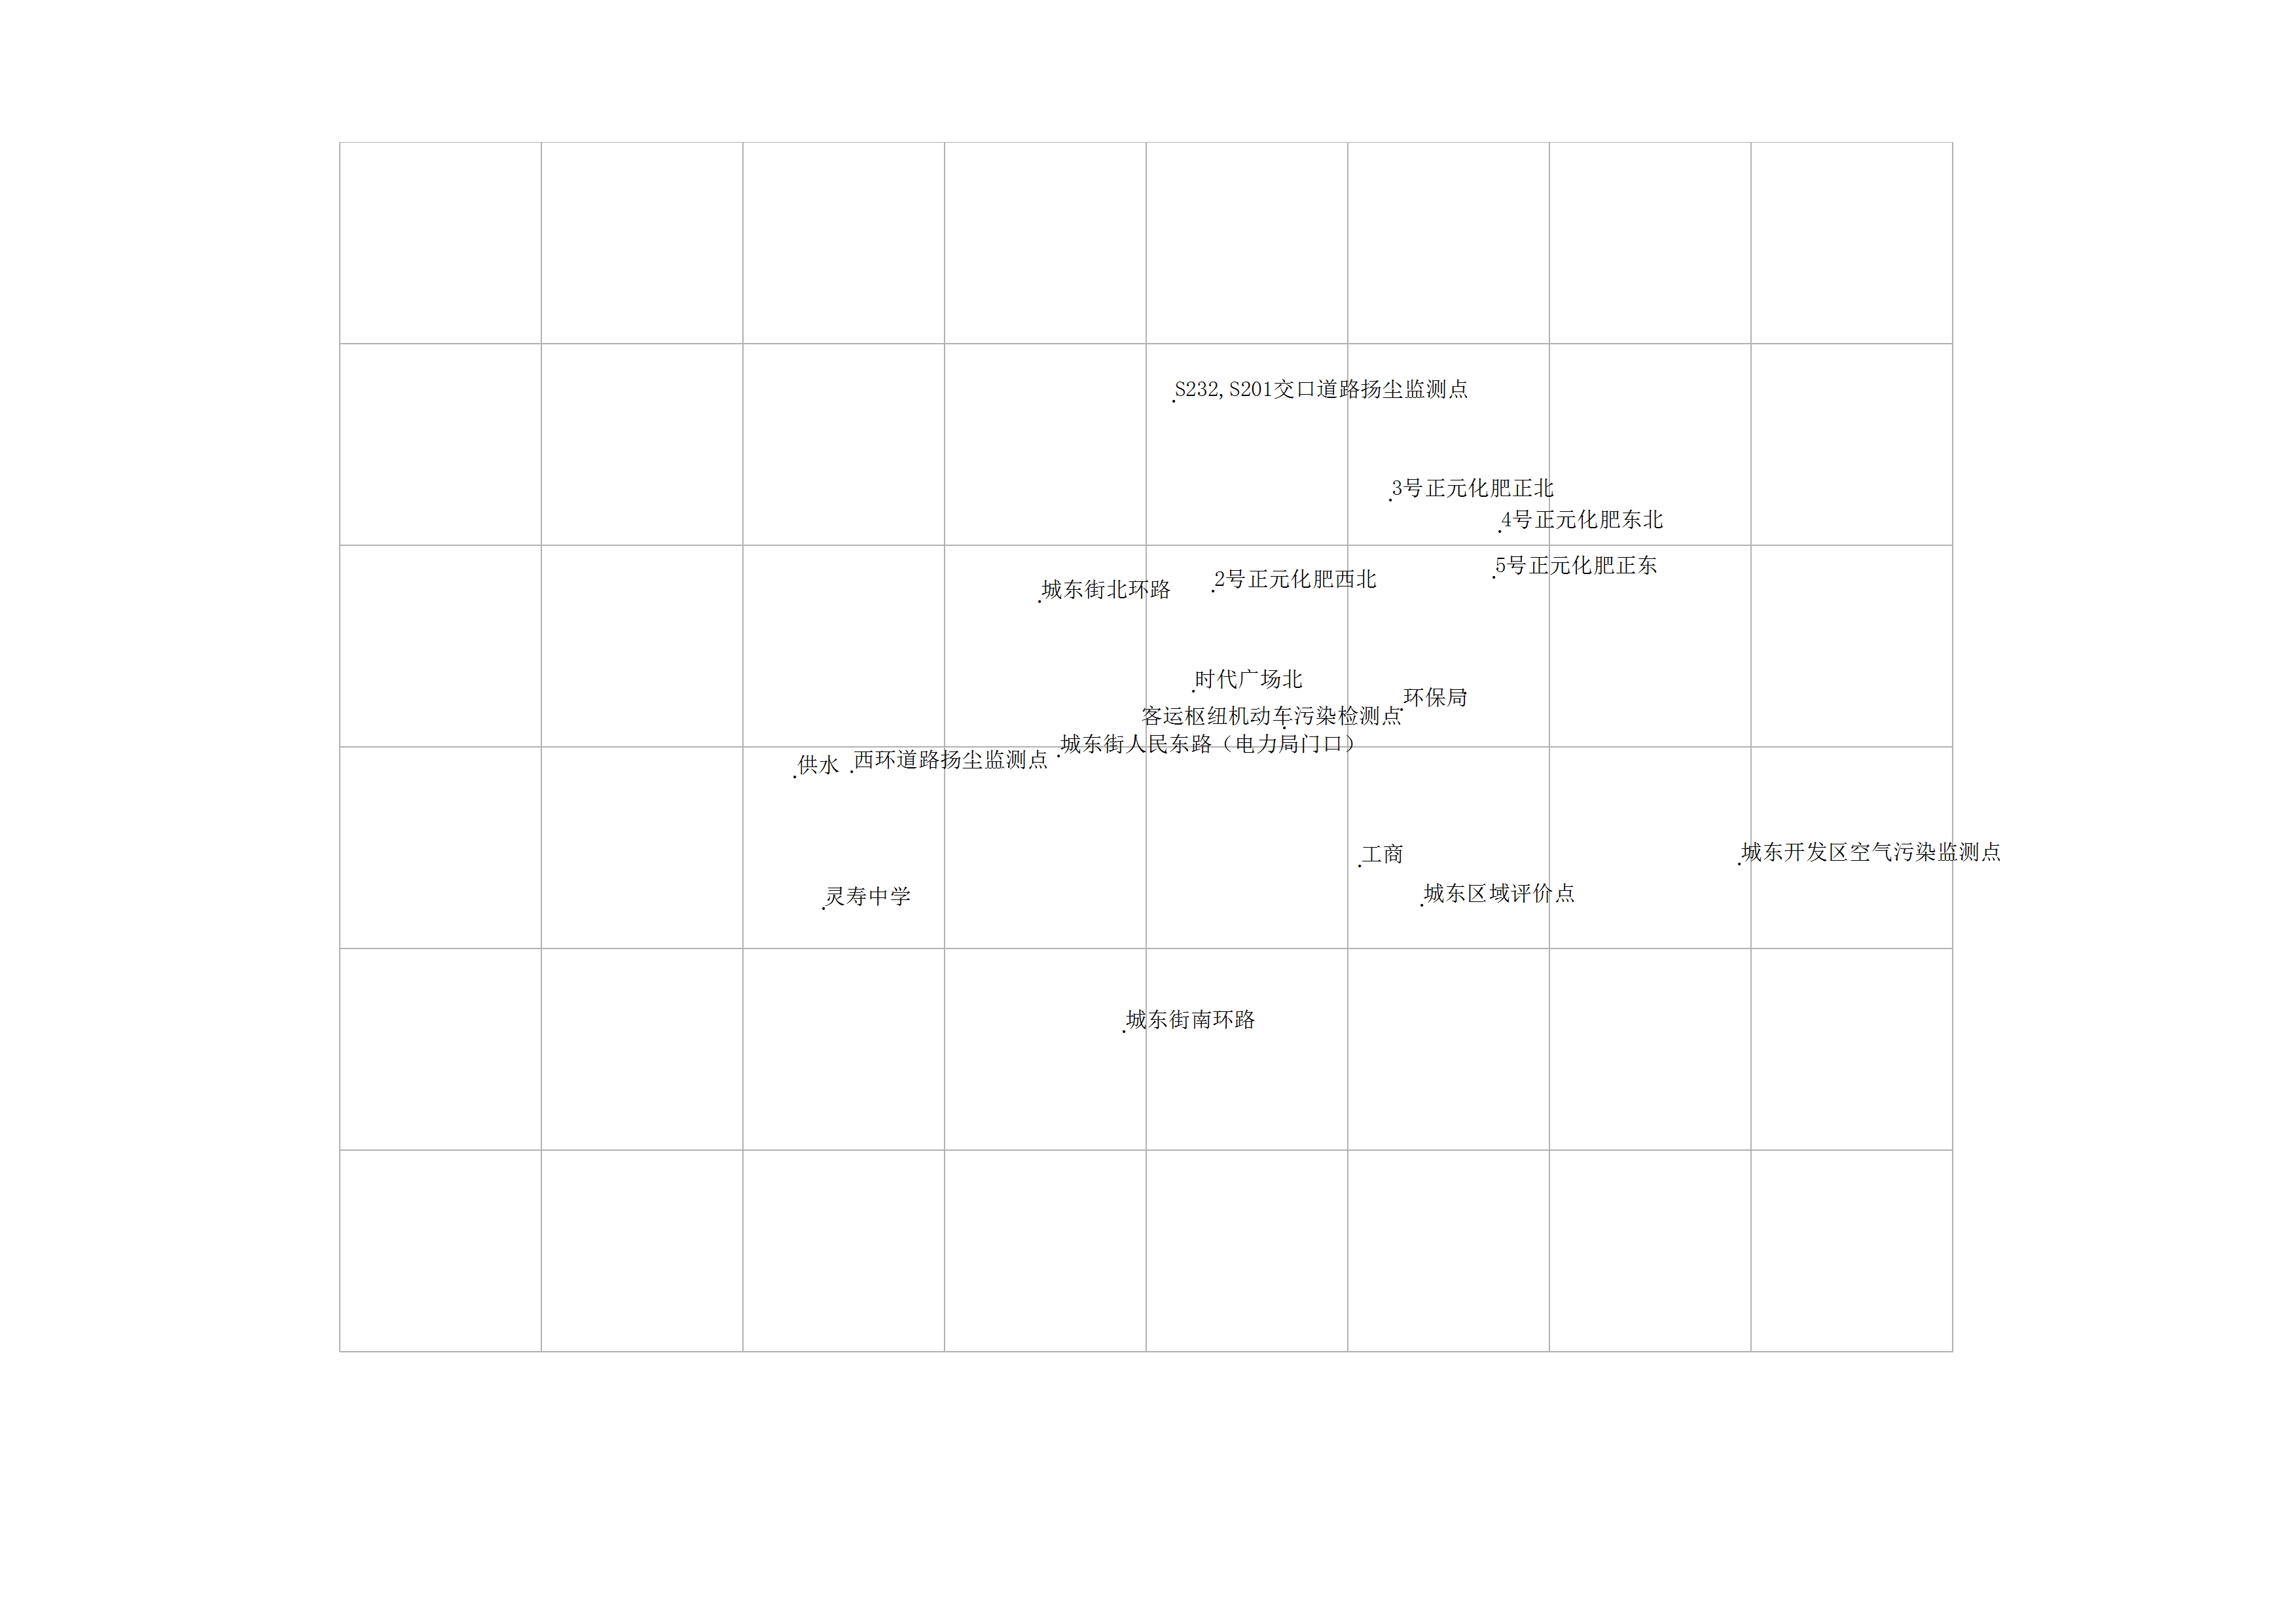 S232,S201交口道路扬尘监测点
3号正元化肥正北
4号正元化肥东北
5号正元化肥正东
2号正元化肥西北
城东街北环路
时代广场北
环保局
客运枢纽机动车污染检测点
城东街人民东路（电力局门口）
西环道路扬尘监测点
供水
城东开发区空气污染监测点
工商
城东区域评价点
灵寿中学
城东街南环路